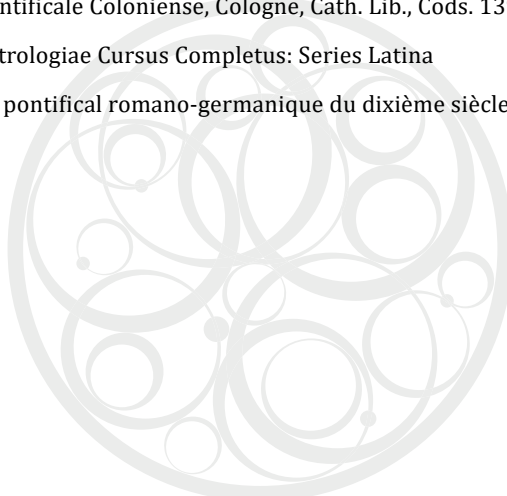 ntificale Coloniense, Cologne, Cath. Lib., Cods. 13
trologiae Cursus Completus: Series Latina
pontifical romano-germanique du dixième siècle